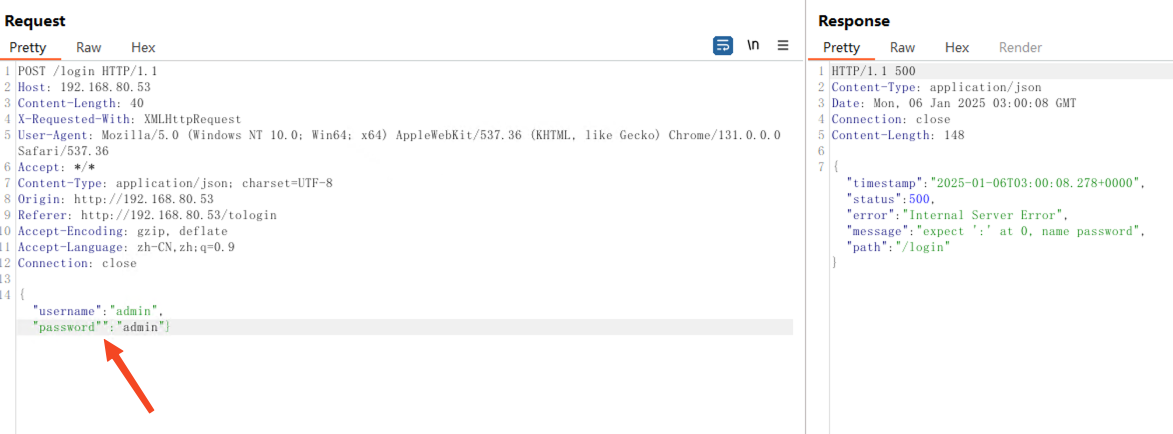 Request
Pretty Raw Hex
\n
1 POST /login HTTP/1.1
2 Host: 192.168.80.53
3 Content-Length: 40
4 X-Requested-With: XMLHttpRequest
5 User-Agent: Mozilla/5.0 (Windows NT 10.0; Win64; x64) AppleWebKit/537.36 (KHTML, like Gecko) Chrome/131.0.0.0
Safari/537.36
6 Accept: */*
7 Content-Type: application/json; charset=UTF-8
8 Origin: http://192.168.80.53
9 Referer: http://192.168.80.53/tologin
10 Accept-Encoding: gzip, deflate
11 Accept-Language: zh-CN,zh;q=0.9
12 Connection: close
13
14 {
"username":"admin",
"password"":"admin"}
Response
Pretty Raw Hex Render
1 HTTP/1.1 500
2 Content-Type: application/json
3 Date: Mon, 06 Jan 2025 03:00:08 GMT
4 Connection: close
5 Content-Length: 148
6
7 {
"timestamp":"2025-01-06T03:00:08.278+0000",
"status":500,
"error":"Internal Server Error",
"message":"expect ':' at 0, name password",
"path":"/login"
}